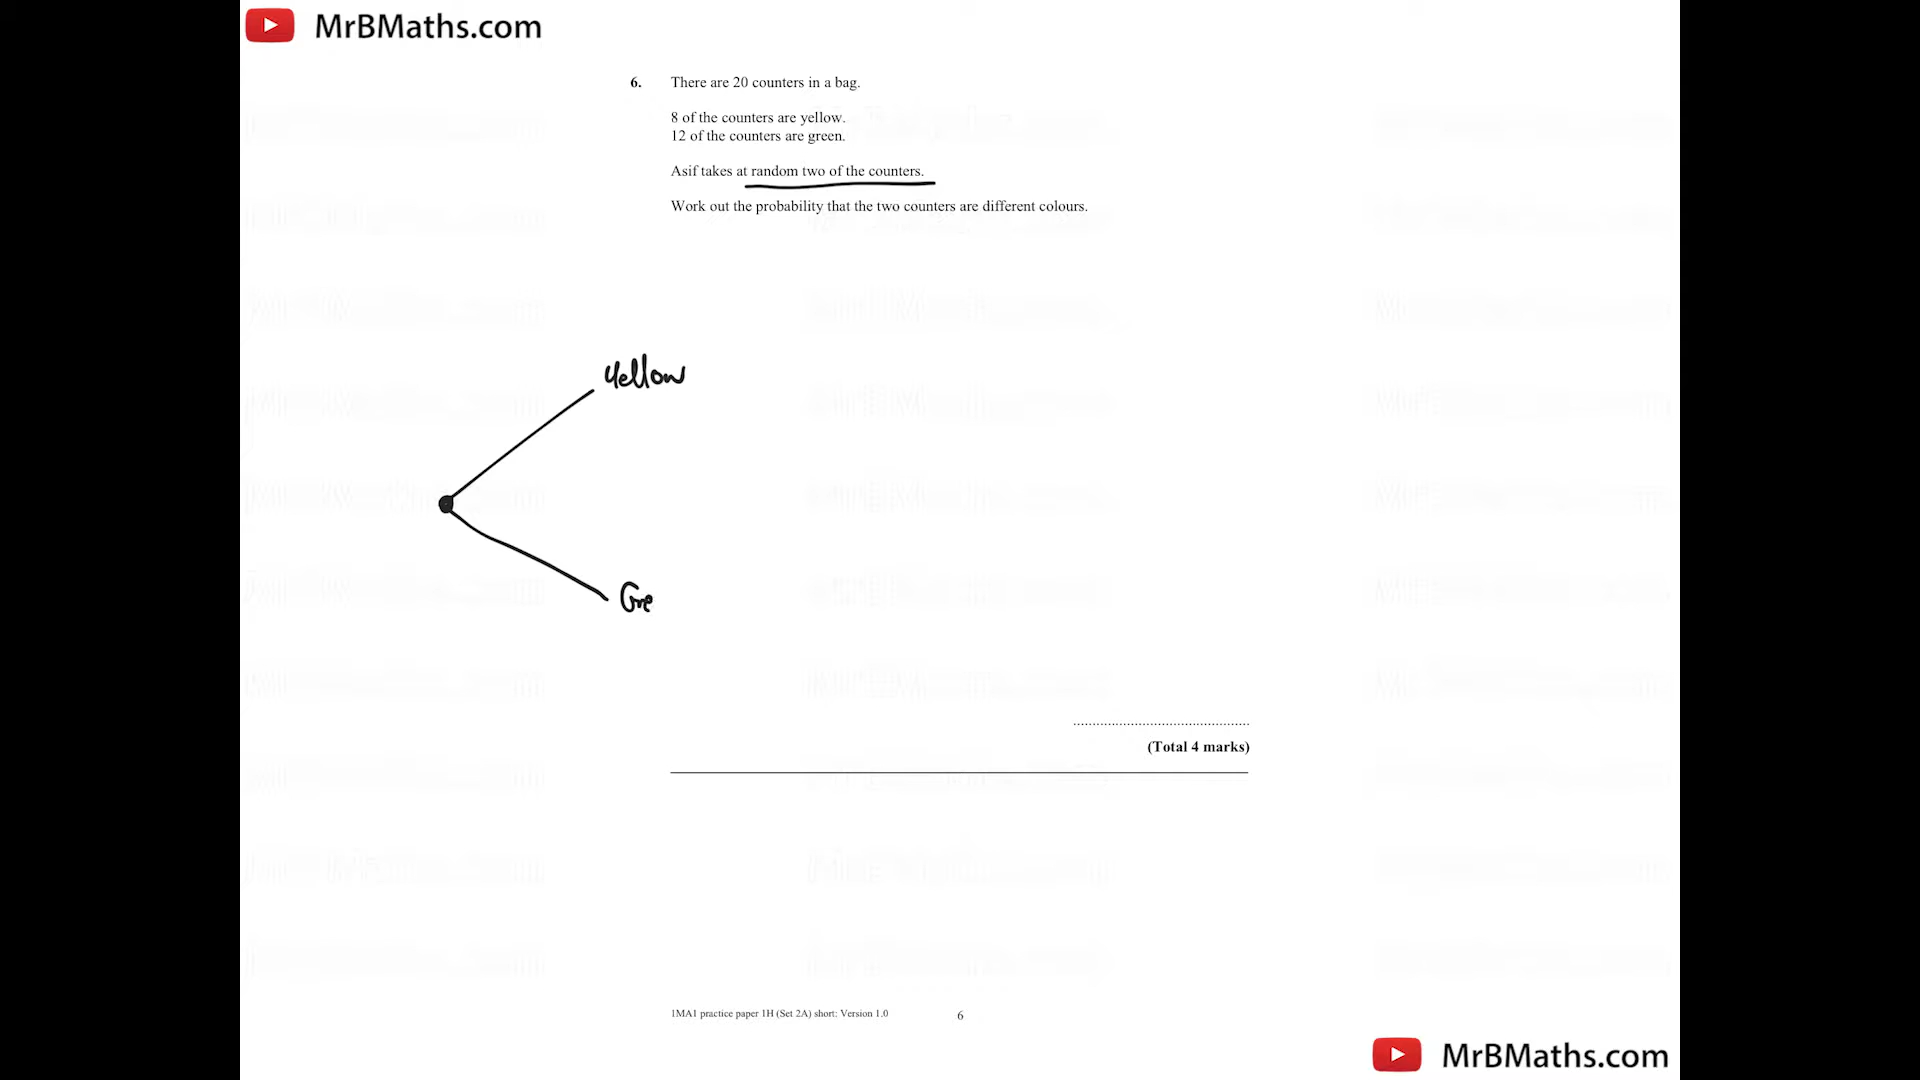 MrBMaths.com
6. There are 20 counters in a bag.
8 of the counters are yellow.
12 of the counters are green.
Asif takes at random two of the counters.
Work out the probability that the two counters are different colours.
Yellow
Gre
..............................................
(Total 4 marks)
1MA1 practice paper 1H (Set 2A) short: Version 1.0
6
MrBMaths.com